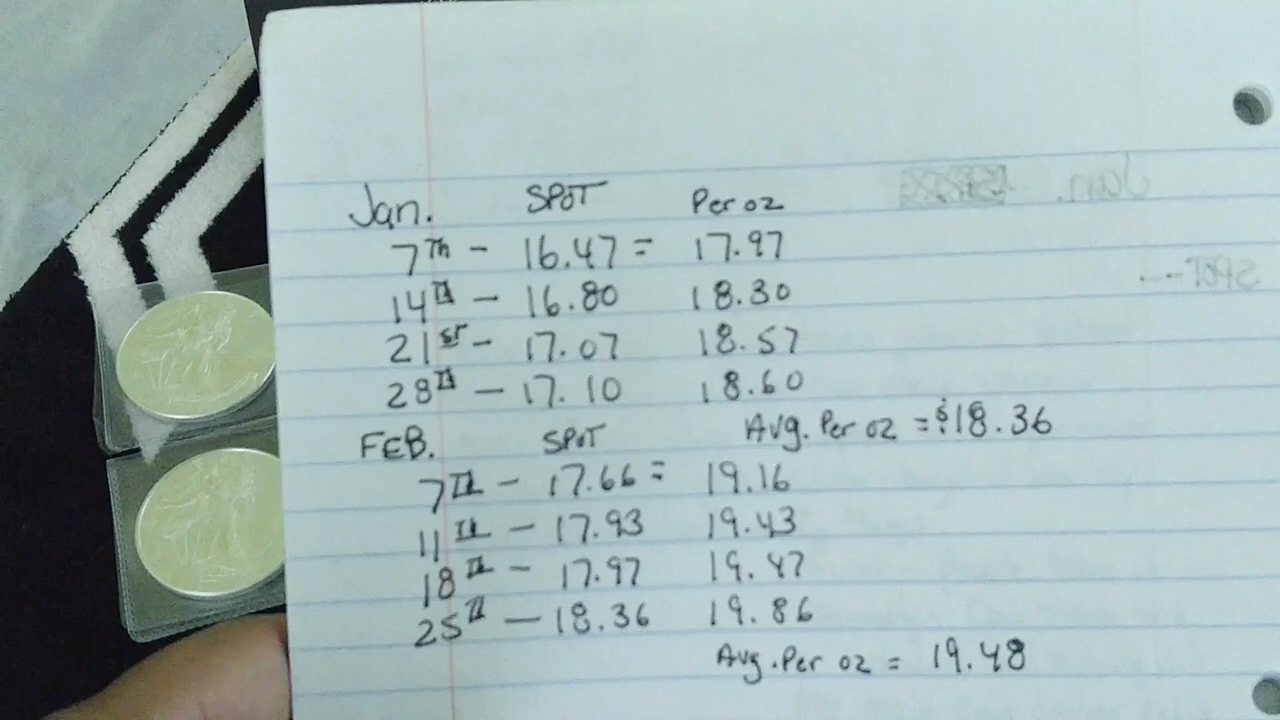 Jan. SPOT Per oz
7th - 16.47 = 17.97
14th - 16.80 18.30
21st - 17.07 18.57
28th - 17.10 18.60
Avg. Per oz = $18.36
FEB. SPOT
7th - 17.66 = 19.16
11th - 17.93 19.43
18th - 17.97 19.47
25th - 18.36 19.86
Avg. Per oz = 19.48
Jan.
SPOT--